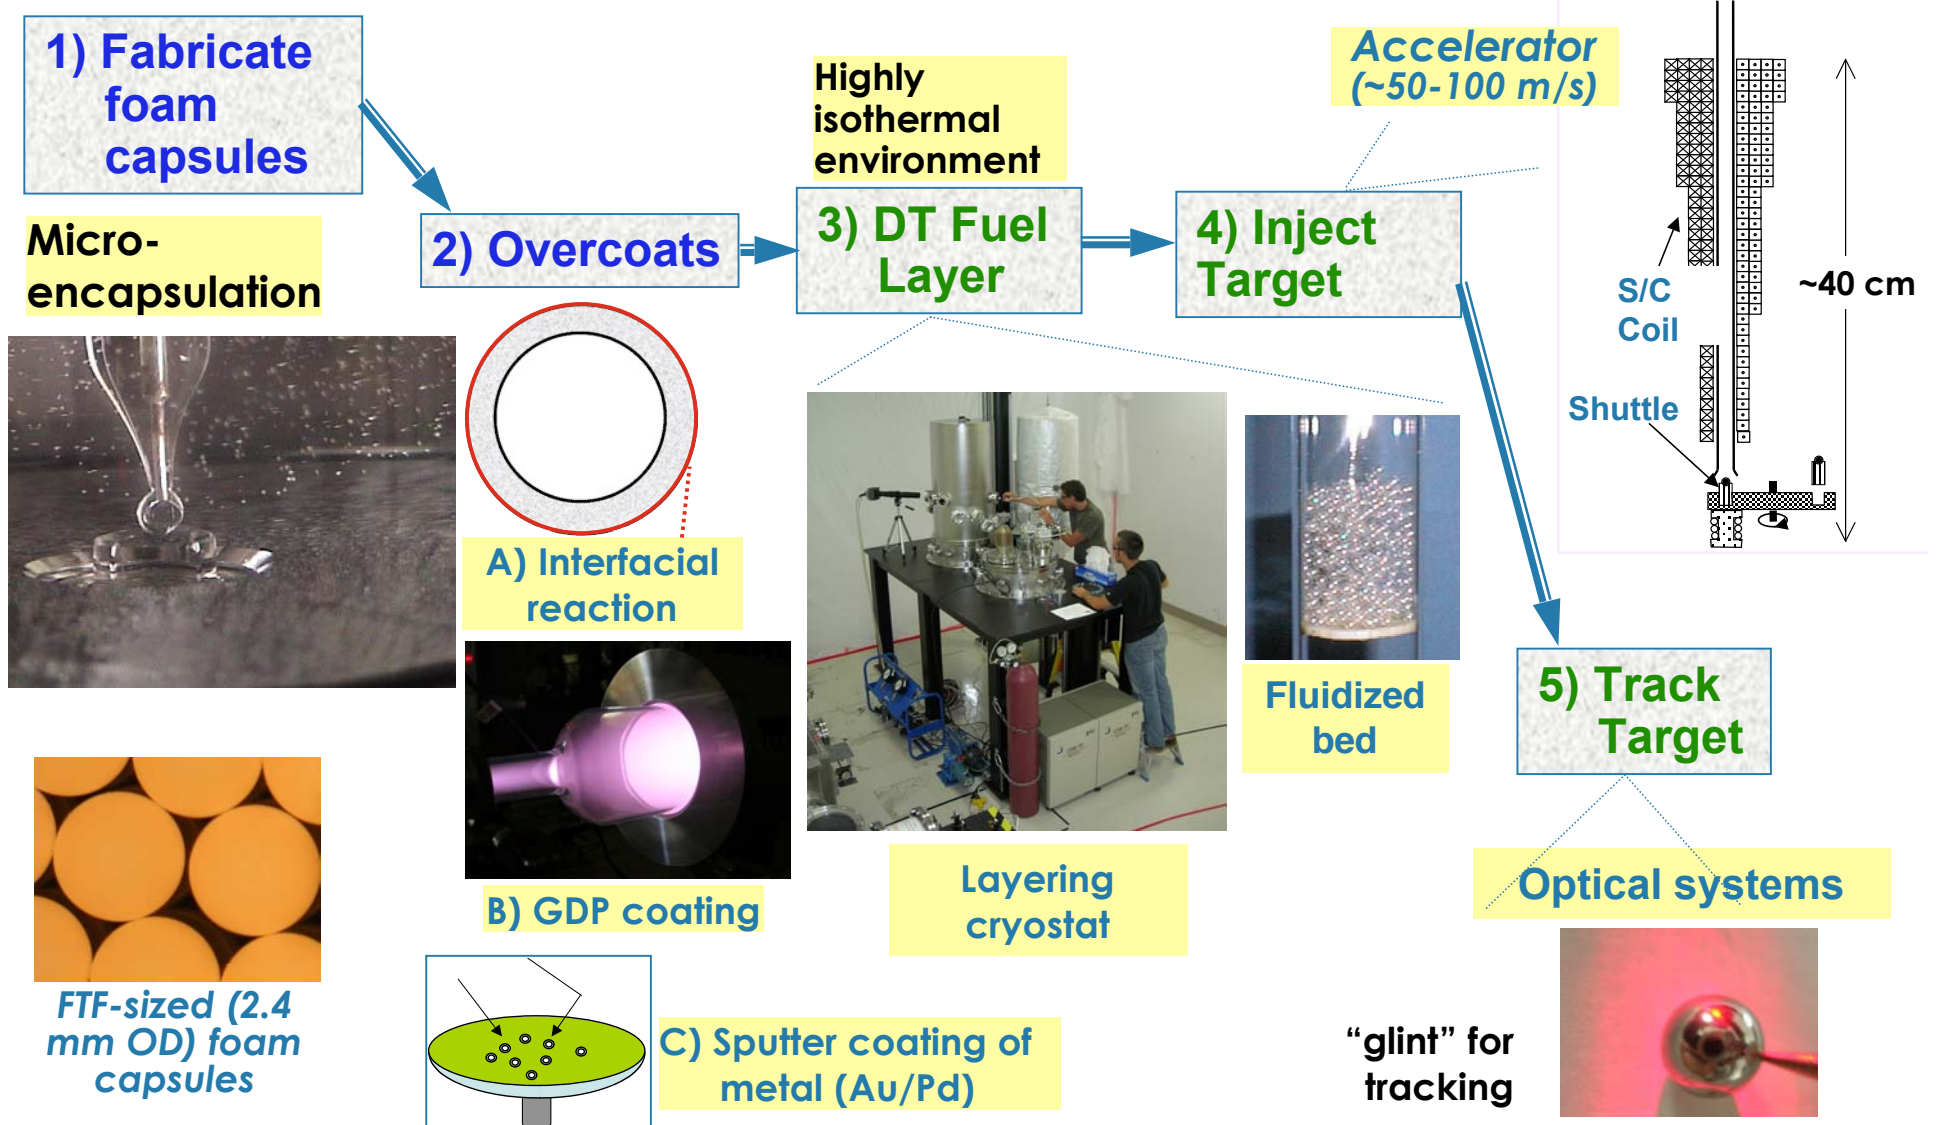 1) Fabricate
foam
capsules
Micro-
encapsulation
FTF-sized (2.4
mm OD) foam
capsules
2) Overcoats
A) Interfacial
reaction
B) GDP coating
C) Sputter coating of
metal (Au/Pd)
Highly
isothermal
environment
3) DT Fuel
Layer
Layering
cryostat
Fluidized
bed
4) Inject
Target
Accelerator
(~50-100 m/s)
S/C
Coil
~40 cm
Shuttle
5) Track
Target
Optical systems
“glint” for
tracking